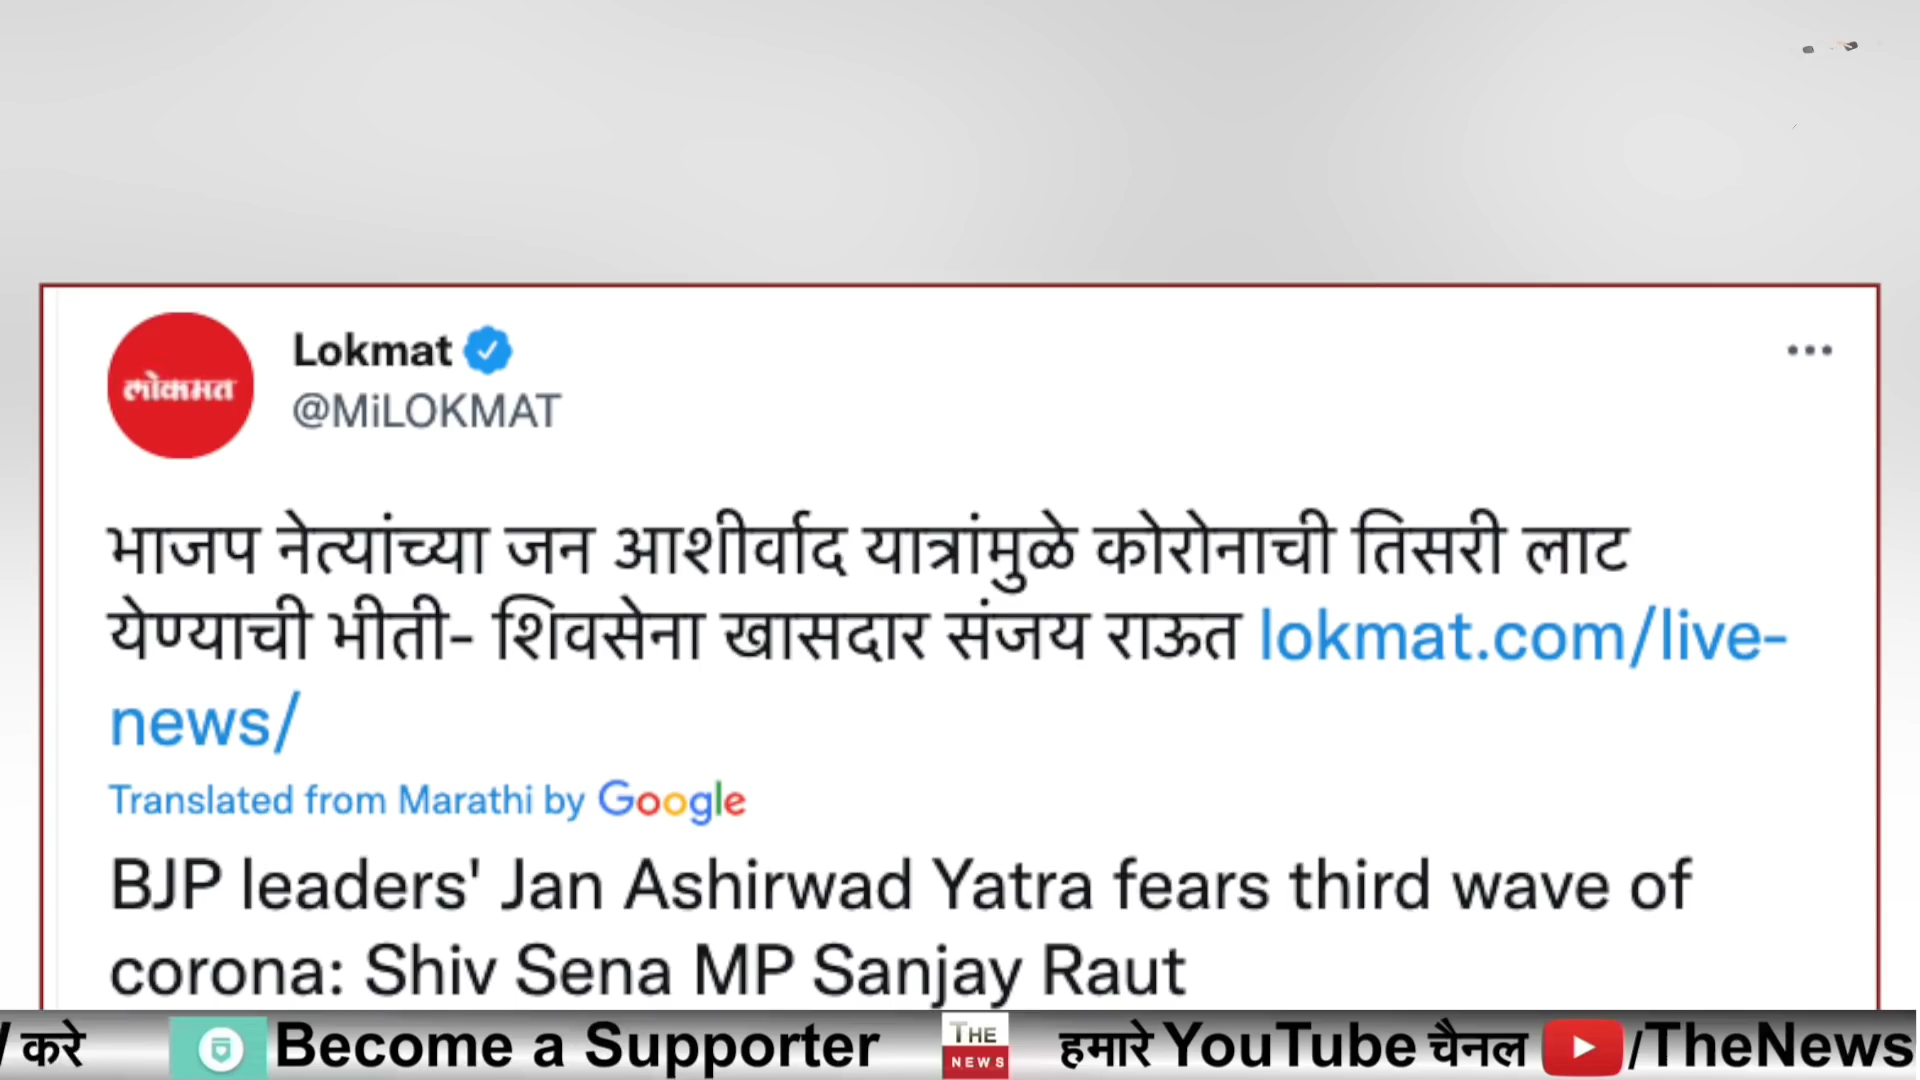 लोकमत
Lokmat
@MiLOKMAT
भाजप नेत्यांच्या जन आशीर्वाद यात्रांमुळे कोरोनाची तिसरी लाट
येण्याची भीती- शिवसेना खासदार संजय राऊत lokmat.com/live-
news/
Translated from Marathi by Google
BJP leaders' Jan Ashirwad Yatra fears third wave of
corona: Shiv Sena MP Sanjay Raut
/ करे Become a Supporter THE NEWS हमारे YouTube चैनल /TheNews